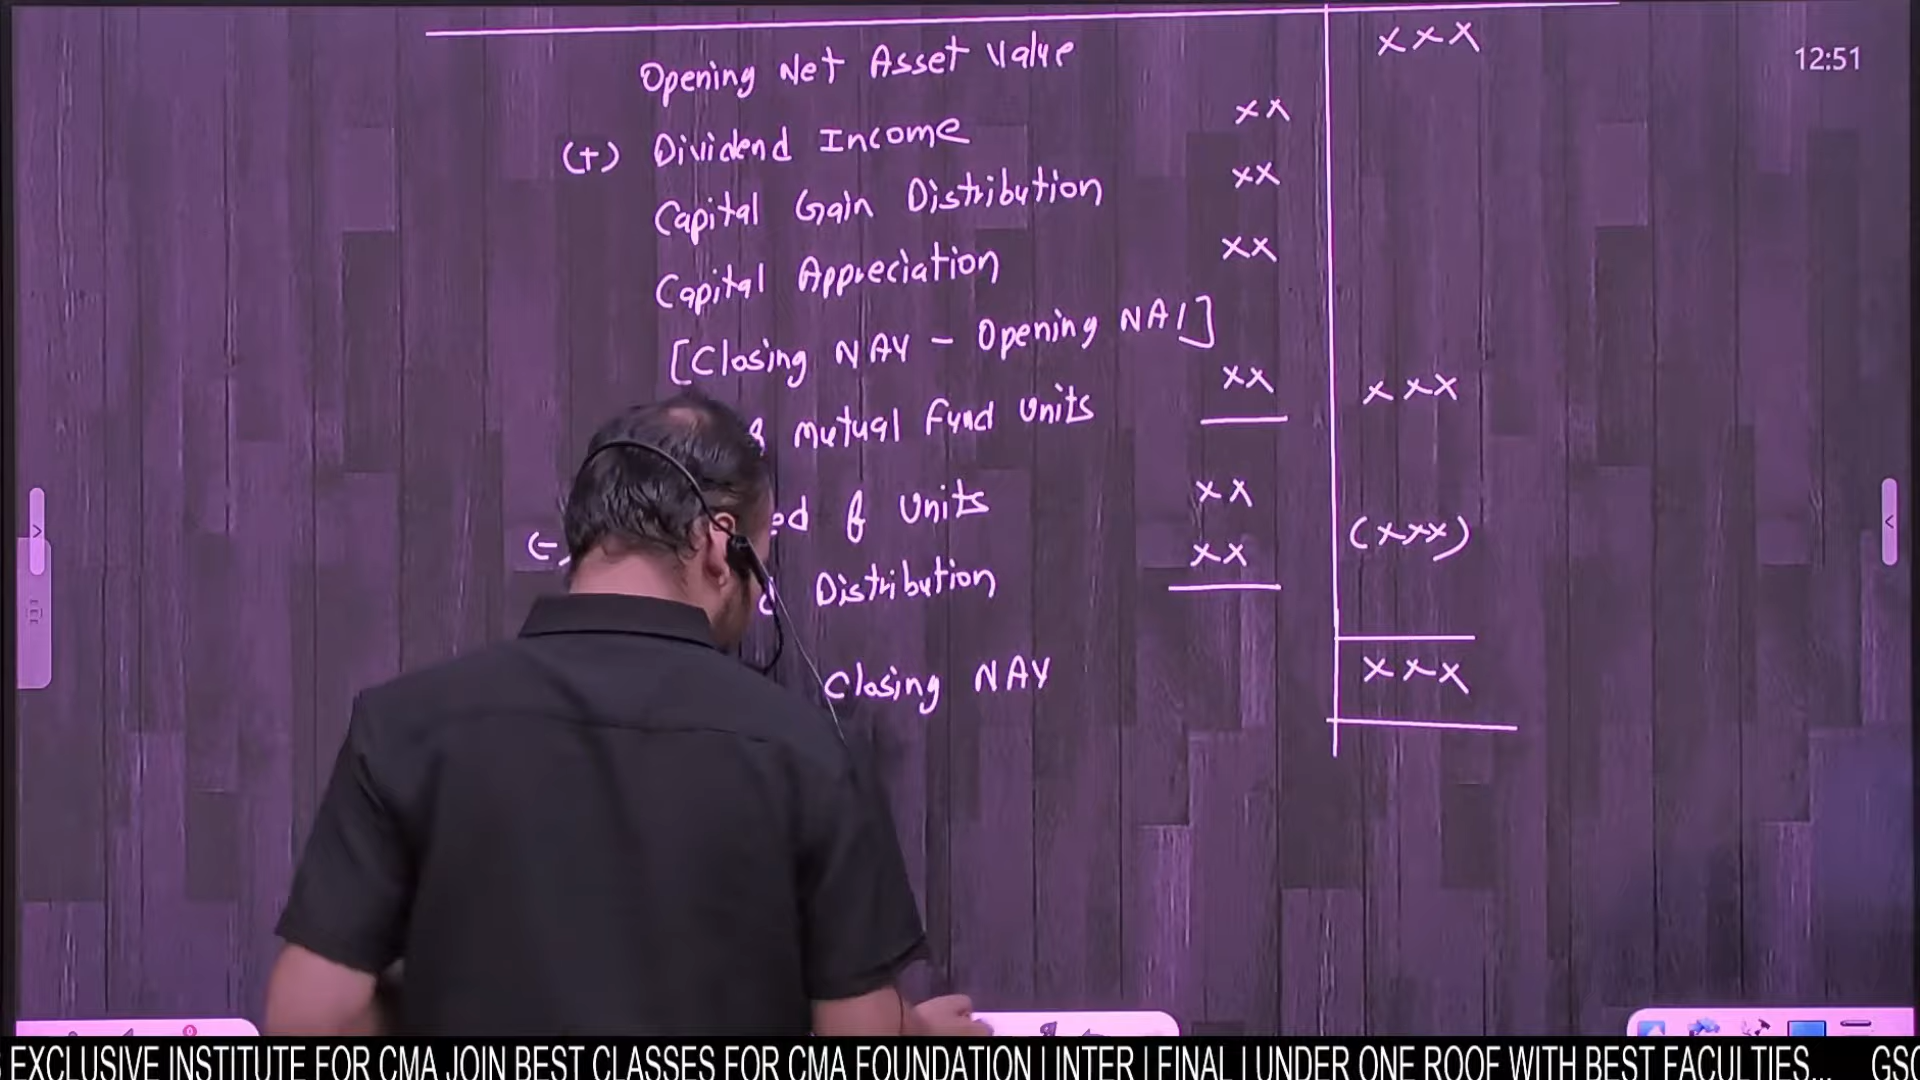 Opening Net Asset Value xxx
12:51
(+) Dividend Income xx
Capital Gain Distribution xx
Capital Appreciation xx
[Closing NAV - Opening NAV]
of mutual fund units xx xxx
(-) of units xx
Distribution xx (xxx)
Closing NAV xxx
EXCLUSIVE INSTITUTE FOR CMA JOIN BEST CLASSES FOR CMA FOUNDATION | INTER | FINAL | UNDER ONE ROOF WITH BEST FACULTIES...